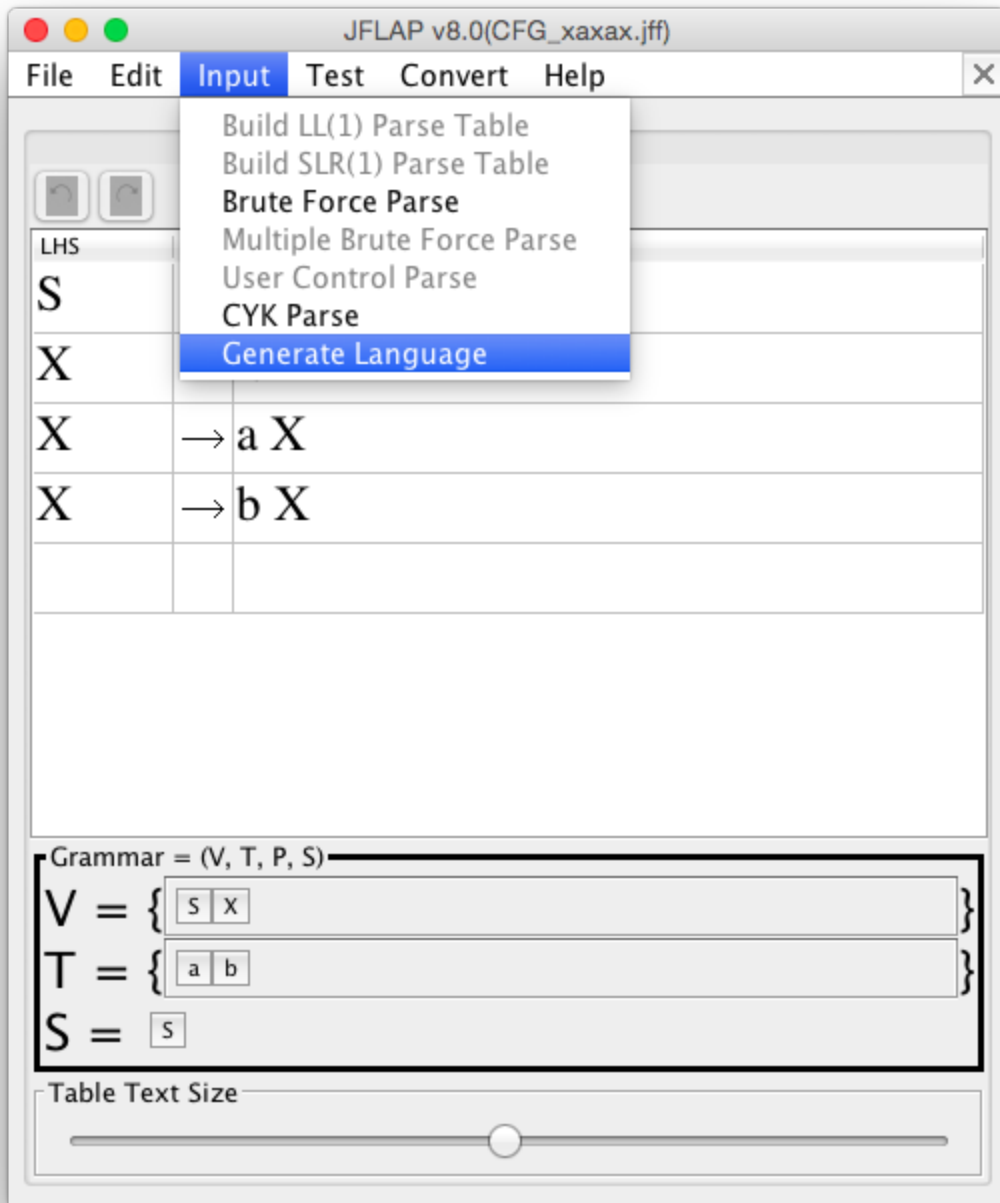 JFLAP v8.0(CFG_xaxax.jff)
File Edit Input Test Convert Help
Build LL(1) Parse Table
Build SLR(1) Parse Table
Brute Force Parse
Multiple Brute Force Parse
User Control Parse
CYK Parse
Generate Language
LHS
S
X
X → a X
X → b X
Grammar = (V, T, P, S)
V = { S X }
T = { a b }
S = S
Table Text Size